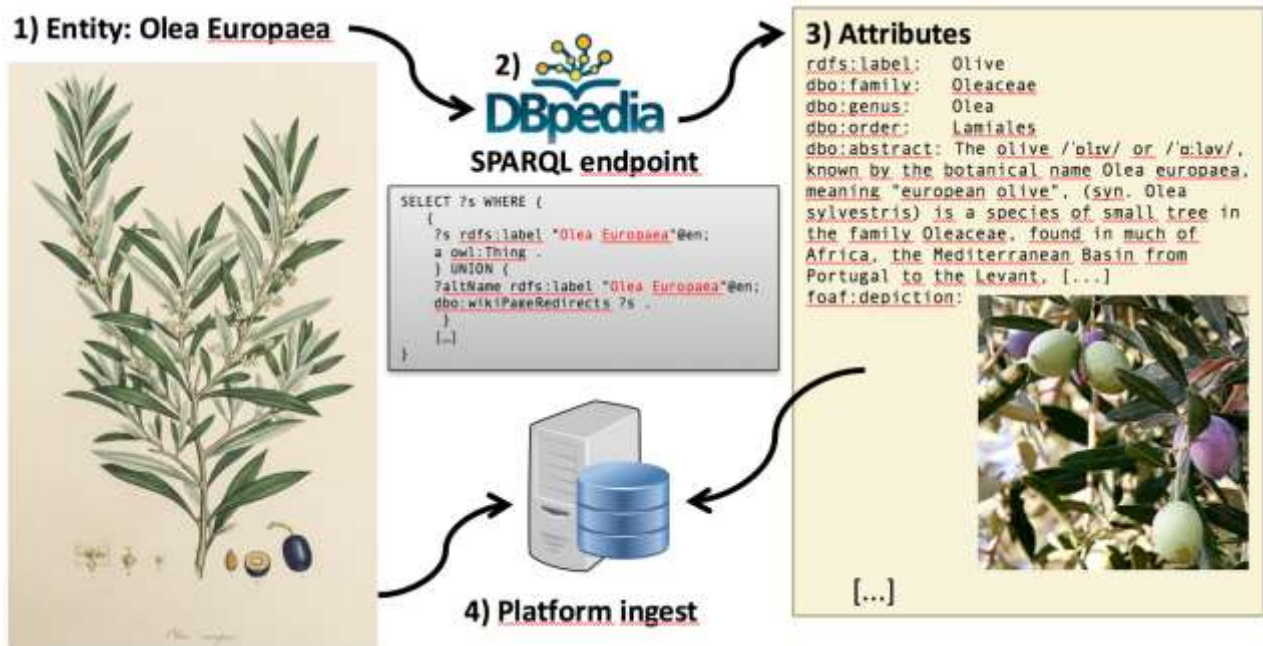 1) Entity: Olea Europaea
2)
DBpedia
SPARQL endpoint
SELECT ?s WHERE {
{
?s rdfs:label "Olea Europaea"@en;
a owl:Thing .
} UNION {
?altName rdfs:label "Olea Europaea"@en;
dbo:wikiPageRedirects ?s .
}
[…]
}
3) Attributes
rdfs:label: Olive
dbo:family: Oleaceae
dbo:genus: Olea
dbo:order: Lamiales
dbo:abstract: The olive /ˈɒlɪv/ or /ˈɑːləv/,
known by the botanical name Olea europaea,
meaning "european olive", (syn. Olea
sylvestris) is a species of small tree in
the family Oleaceae, found in much of
Africa, the Mediterranean Basin from
Portugal to the Levant, [...]
foaf:depiction:
[...]
4) Platform ingest